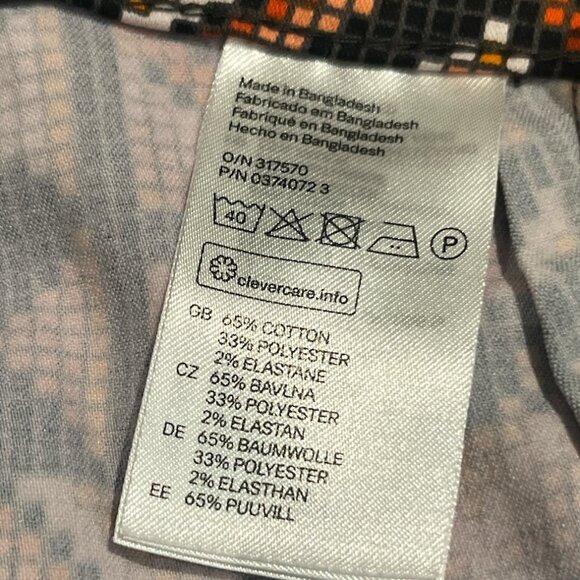 Made in Bangladesh
Fabricado em Bangladesh
Fabriqué en Bangladesh
Hecho en Bangladesh
O/N 317570
P/N 0374072 3
40 P
clevercare.info
GB 65% COTTON
33% POLYESTER
2% ELASTANE
CZ 65% BAVLNA
33% POLYESTER
2% ELASTAN
DE 65% BAUMWOLLE
33% POLYESTER
2% ELASTHAN
EE 65% PUUVILL